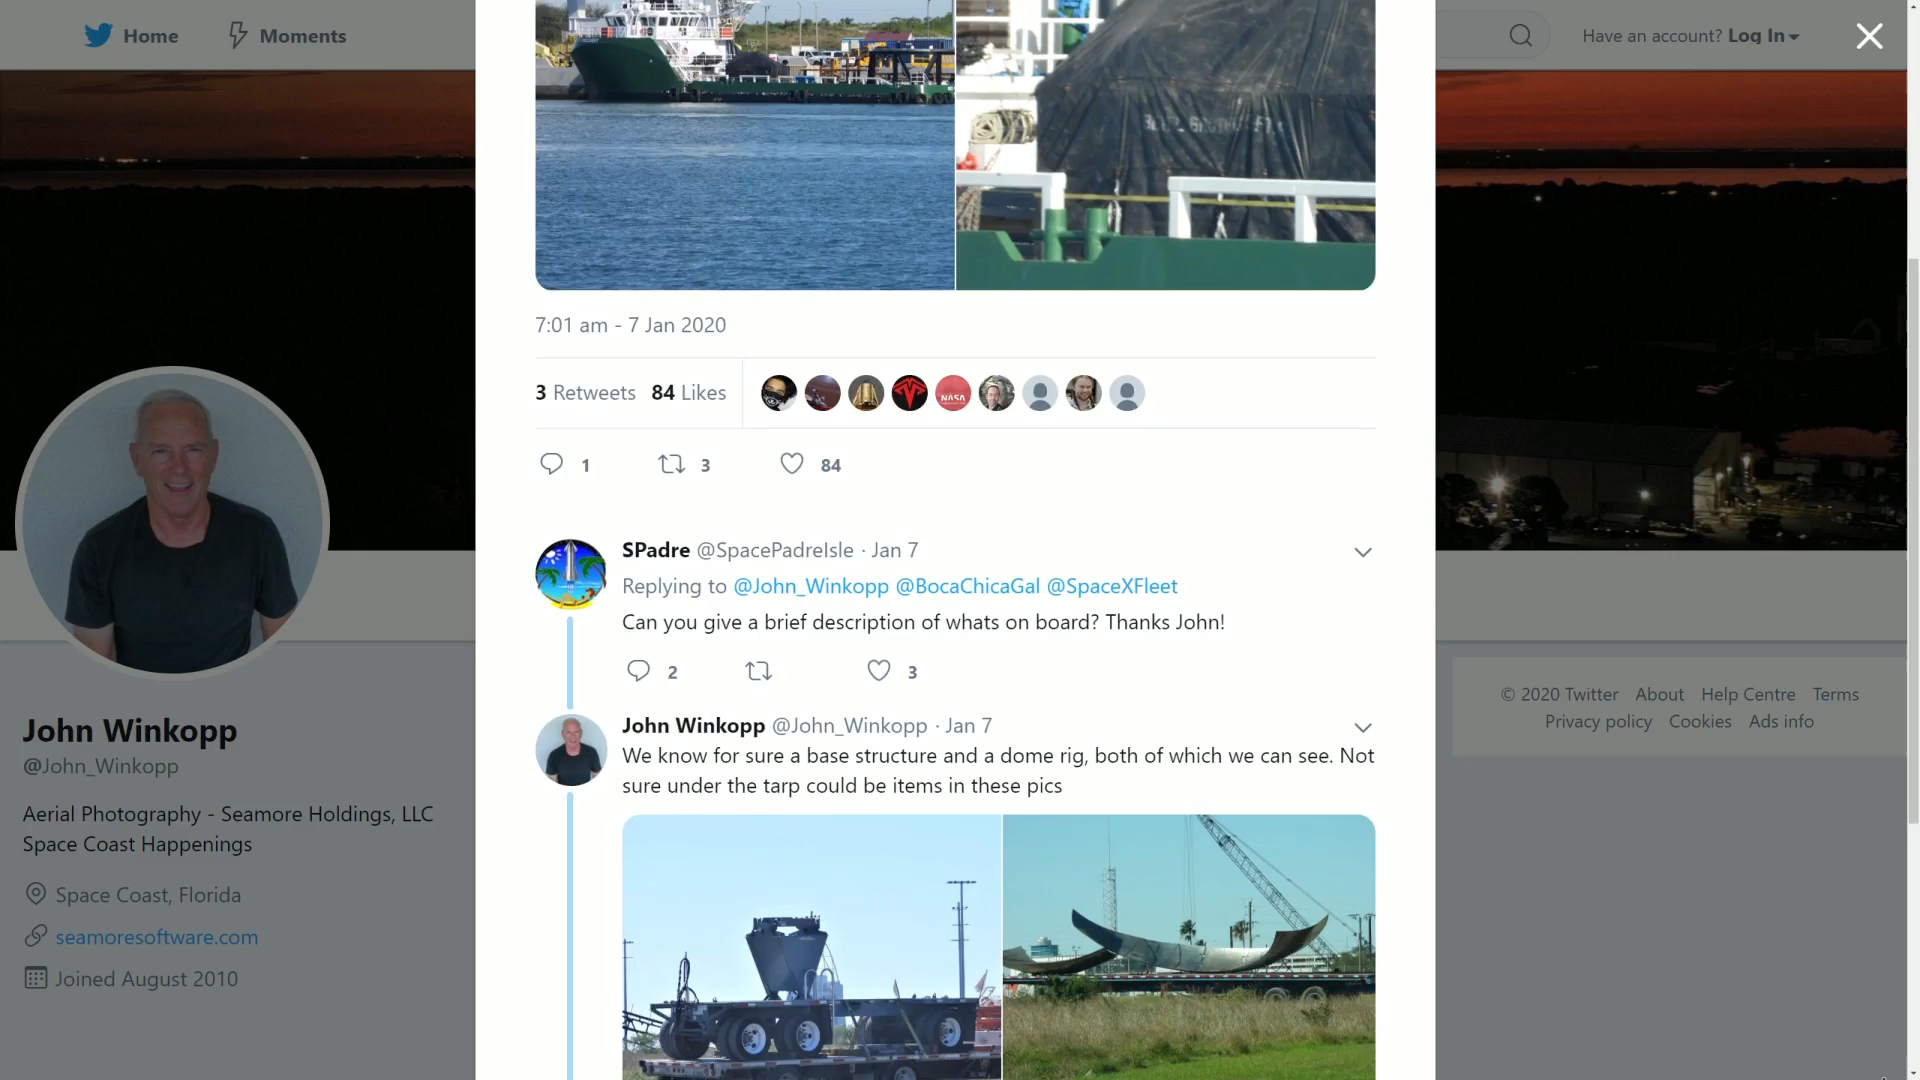 Home
Moments
Have an account? Log In
7:01 am - 7 Jan 2020
3 Retweets 84 Likes
NASA
1
3
84
SPadre @SpacePadreIsle · Jan 7
Replying to @John_Winkopp @BocaChicaGal @SpaceXFleet
Can you give a brief description of whats on board? Thanks John!
2
3
John Winkopp @John_Winkopp · Jan 7
We know for sure a base structure and a dome rig, both of which we can see. Not
sure under the tarp could be items in these pics
John Winkopp
@John_Winkopp
Aerial Photography - Seamore Holdings, LLC
Space Coast Happenings
Space Coast, Florida
seamoresoftware.com
Joined August 2010
© 2020 Twitter About Help Centre Terms
Privacy policy Cookies Ads info